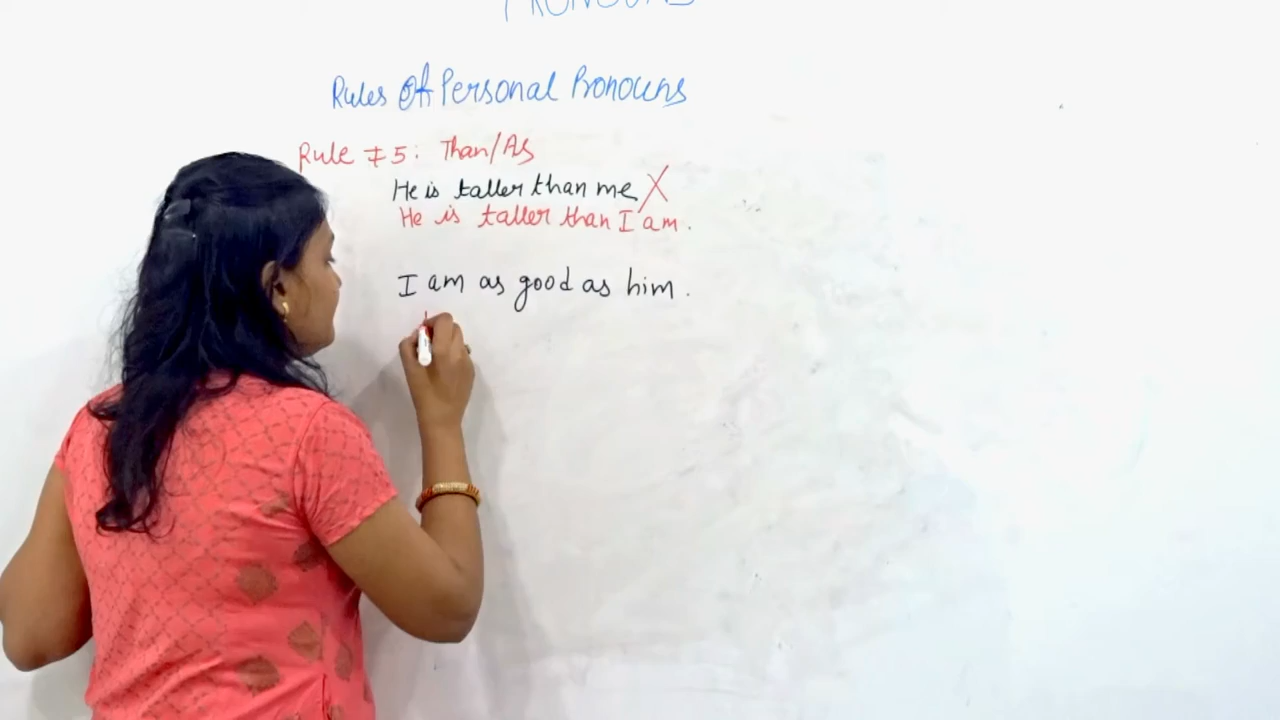 PRONOUNS
Rules Of Personal Pronouns
Rule #5: Than/As
He is taller than me X
He is taller than I am.
I am as good as him.